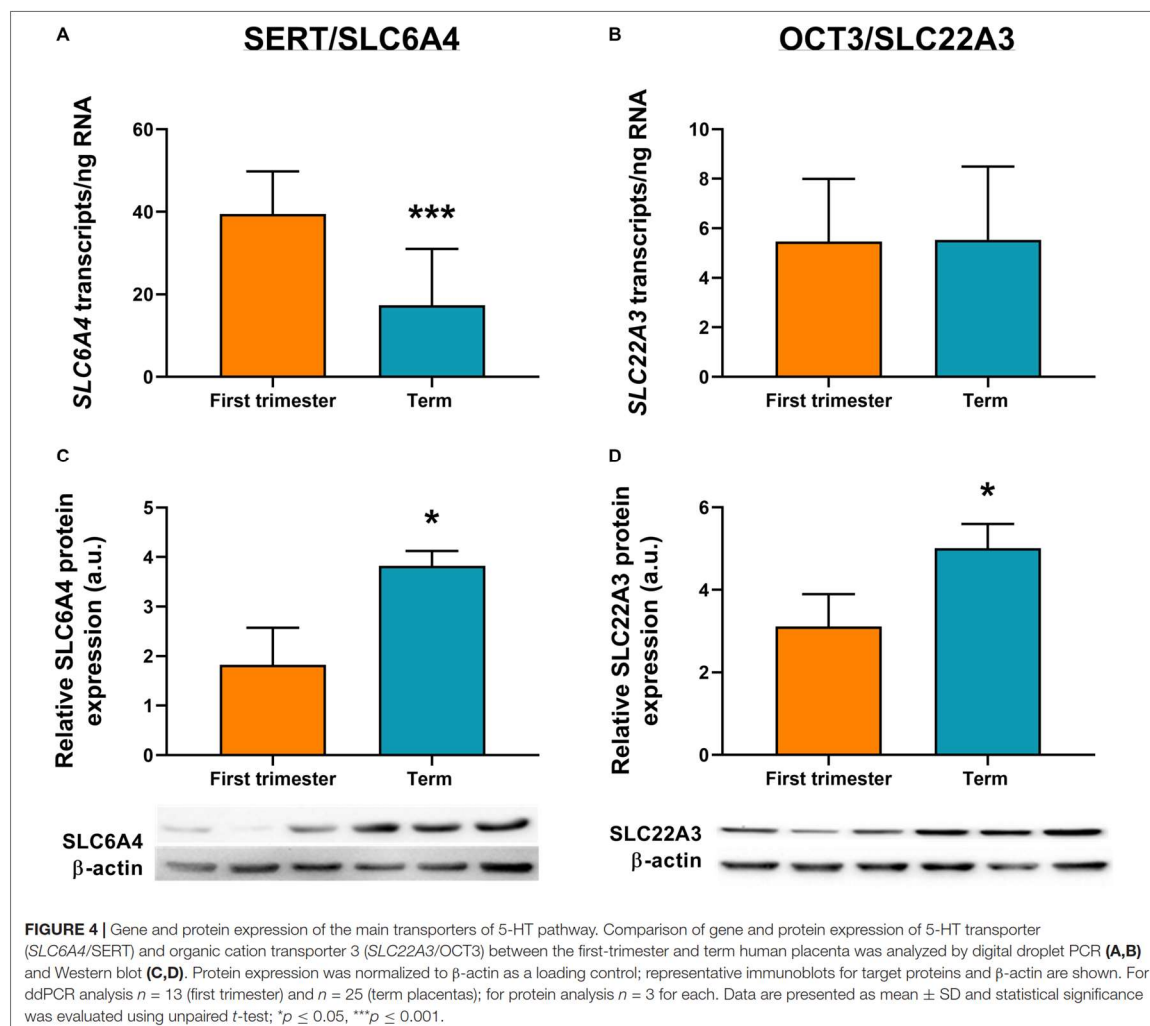 A
SERT/SLC6A4
SLC6A4 transcripts/ng RNA
60
40
20
0
***
First trimester
Term
B
OCT3/SLC22A3
SLC22A3 transcripts/ng RNA
10
8
6
4
2
0
First trimester
Term
C
Relative SLC6A4 protein
expression (a.u.)
5
4
3
2
1
0
*
First trimester
Term
SLC6A4
β-actin
D
Relative SLC22A3 protein
expression (a.u.)
6
4
2
0
*
First trimester
Term
SLC22A3
β-actin
FIGURE 4 | Gene and protein expression of the main transporters of 5-HT pathway. Comparison of gene and protein expression of 5-HT transporter
(SLC6A4/SERT) and organic cation transporter 3 (SLC22A3/OCT3) between the first-trimester and term human placenta was analyzed by digital droplet PCR (A,B)
and Western blot (C,D). Protein expression was normalized to β-actin as a loading control; representative immunoblots for target proteins and β-actin are shown. For
ddPCR analysis n = 13 (first trimester) and n = 25 (term placentas); for protein analysis n = 3 for each. Data are presented as mean ± SD and statistical significance
was evaluated using unpaired t-test; *p ≤ 0.05, ***p ≤ 0.001.